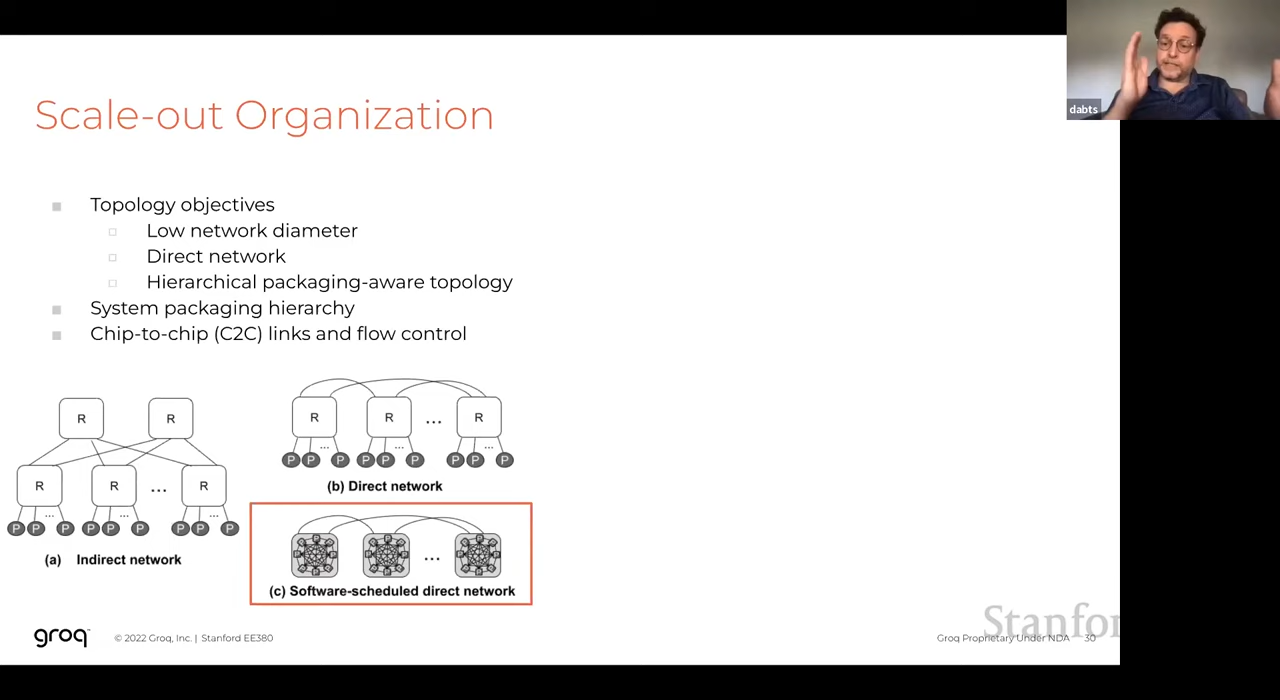 dabts
Scale-out Organization
Topology objectives
Low network diameter
Direct network
Hierarchical packaging-aware topology
System packaging hierarchy
Chip-to-chip (C2C) links and flow control
R R
R R ... R
... ... ...
P P P P P P P P P
(a) Indirect network
R R ... R
... ... ...
P P P P P P P P P
(b) Direct network
...
(c) Software-scheduled direct network
groq
© 2022 Groq, Inc. | Stanford EE380
Groq Proprietary Under NDA 30